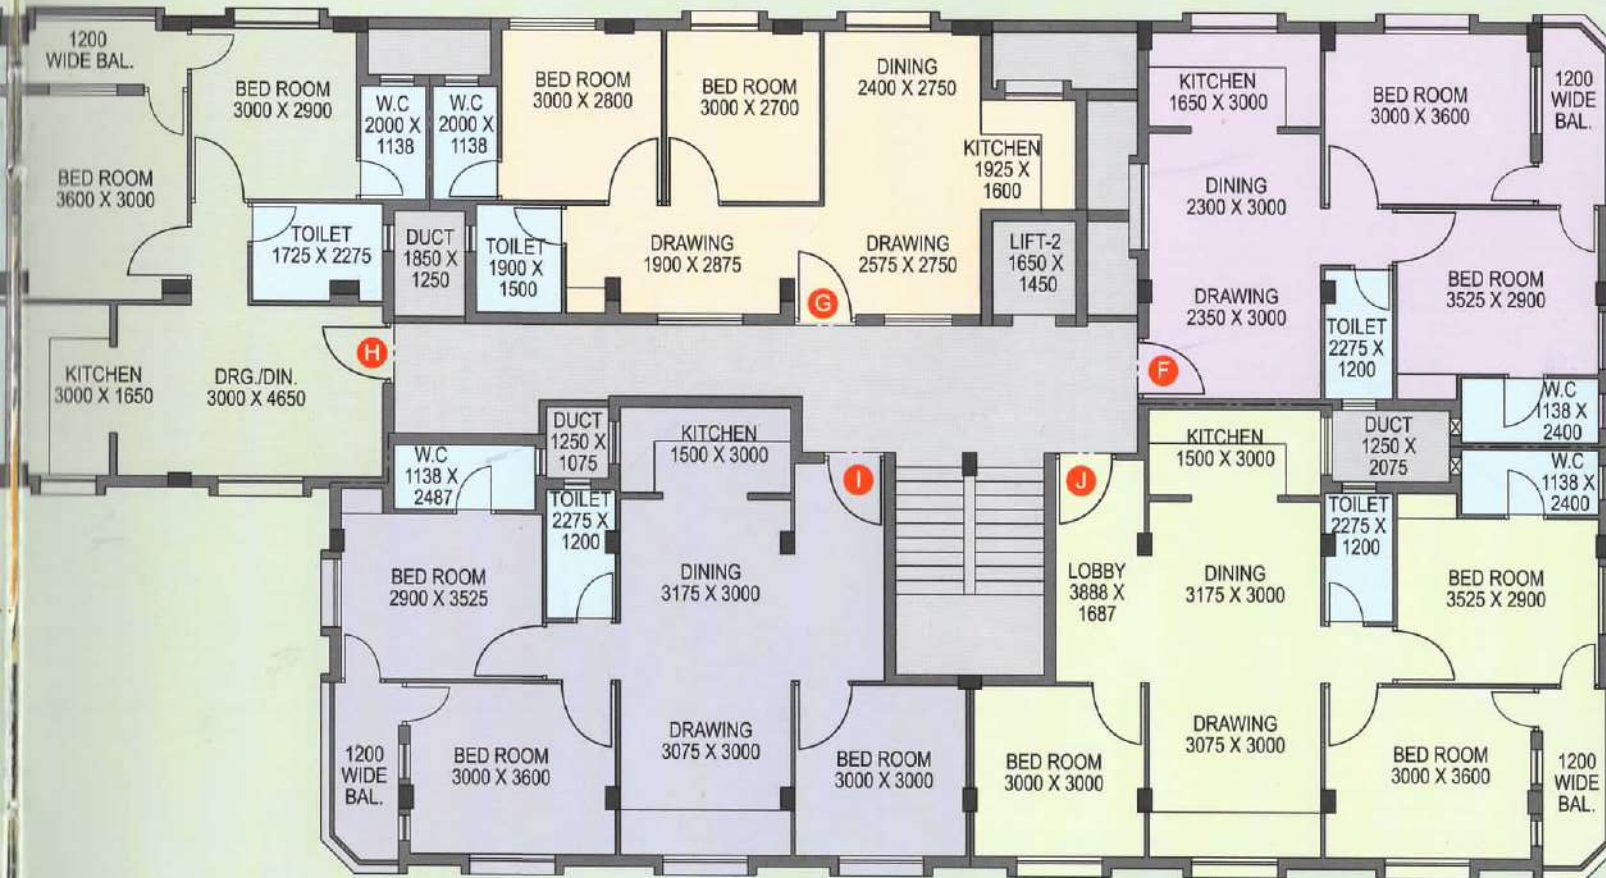 1200
WIDE BAL.
BED ROOM
3000 X 2900
W.C
2000 X
1138
W.C
2000 X
1138
BED ROOM
3000 X 2800
BED ROOM
3000 X 2700
DINING
2400 X 2750
KITCHEN
1925 X
1600
KITCHEN
1650 X 3000
BED ROOM
3000 X 3600
1200
WIDE
BAL.
BED ROOM
3600 X 3000
TOILET
1725 X 2275
DUCT
1850 X
1250
TOILET
1900 X
1500
DRAWING
1900 X 2875
DRAWING
2575 X 2750
LIFT-2
1650 X
1450
DINING
2300 X 3000
DRAWING
2350 X 3000
BED ROOM
3525 X 2900
TOILET
2275 X
1200
G
H
F
KITCHEN
3000 X 1650
DRG./DIN.
3000 X 4650
W.C
1138 X
2400
DUCT
1250 X
1075
KITCHEN
1500 X 3000
KITCHEN
1500 X 3000
DUCT
1250 X
2075
W.C
1138 X
2487
I
J
W.C
1138 X
2400
TOILET
2275 X
1200
TOILET
2275 X
1200
BED ROOM
2900 X 3525
DINING
3175 X 3000
LOBBY
3888 X
1687
DINING
3175 X 3000
BED ROOM
3525 X 2900
1200
WIDE
BAL.
BED ROOM
3000 X 3600
DRAWING
3075 X 3000
BED ROOM
3000 X 3000
BED ROOM
3000 X 3000
DRAWING
3075 X 3000
BED ROOM
3000 X 3600
1200
WIDE
BAL.